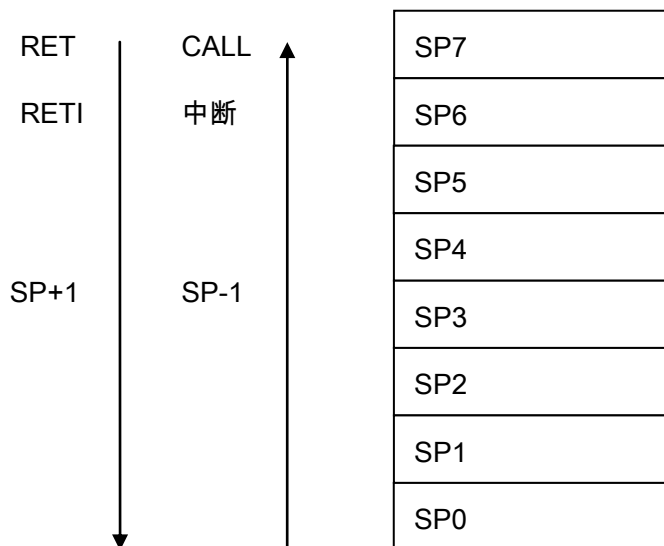 RET CALL SP7
RETI 中断 SP6
SP5
SP4
SP+1 SP-1 SP3
SP2
SP1
SP0